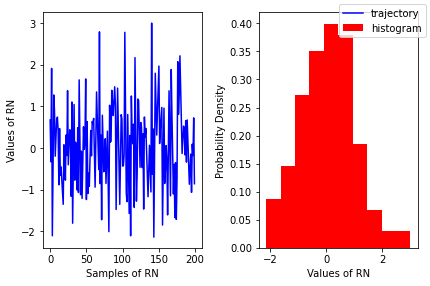 trajectory
histogram
Values of RN
3
2
1
0
−1
−2
0 50 100 150 200
Samples of RN
Probability Density
0.40
0.35
0.30
0.25
0.20
0.15
0.10
0.05
0.00
−2 0 2
Values of RN